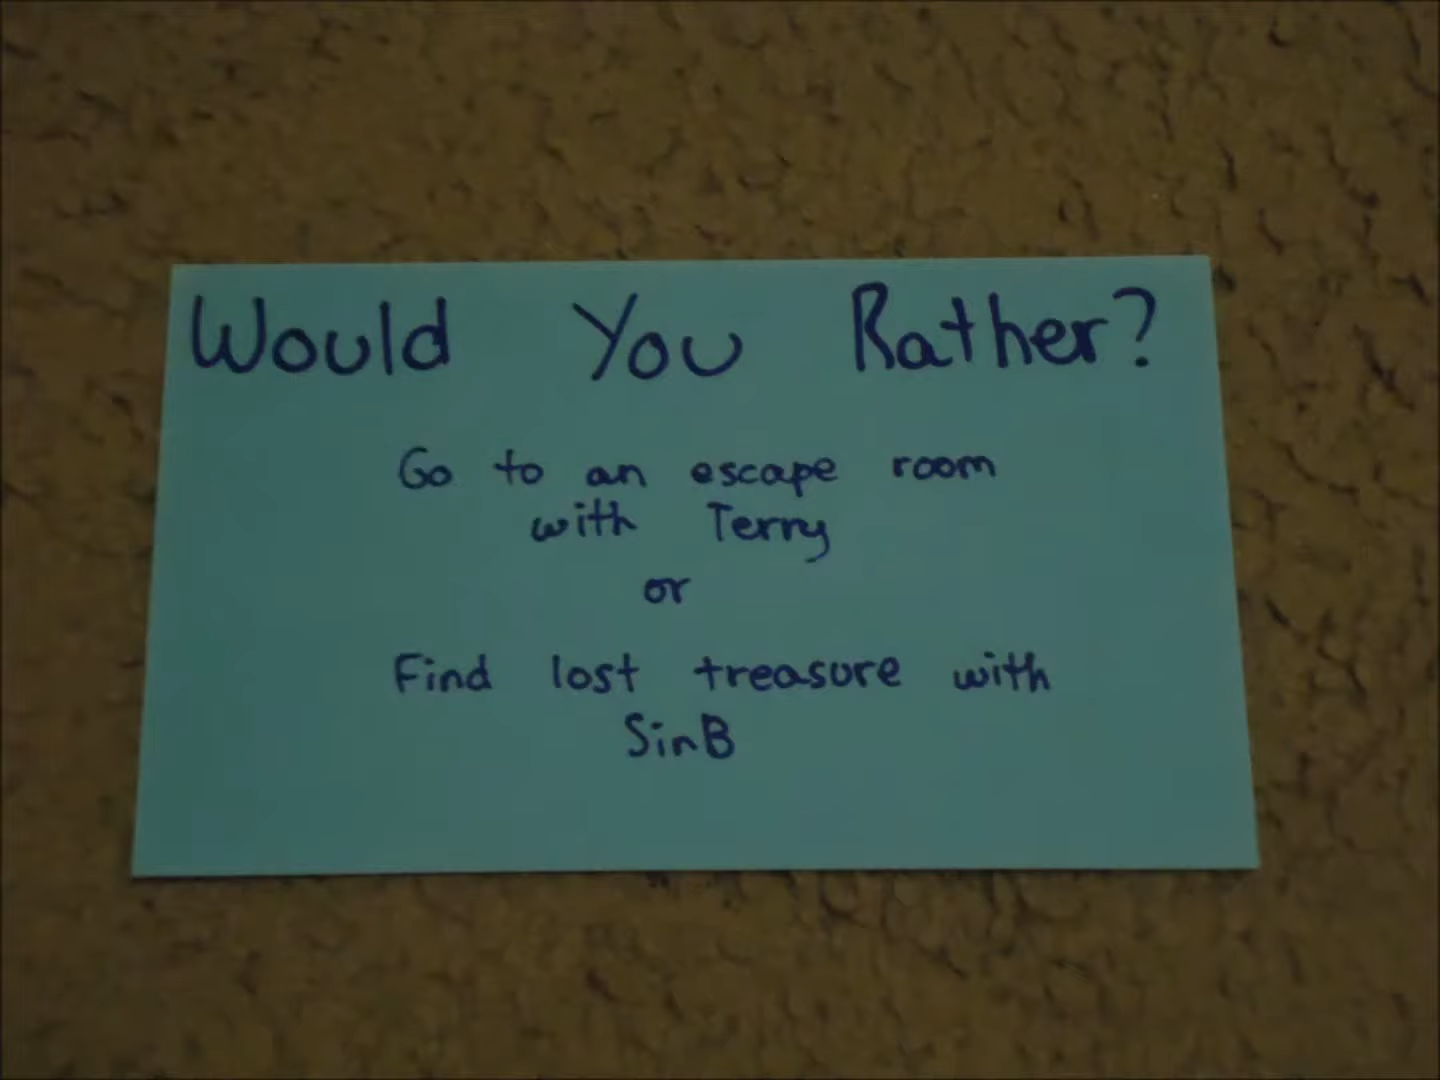 Would You Rather?
Go to an escape room
with Terry
or
Find lost treasure with
SinB